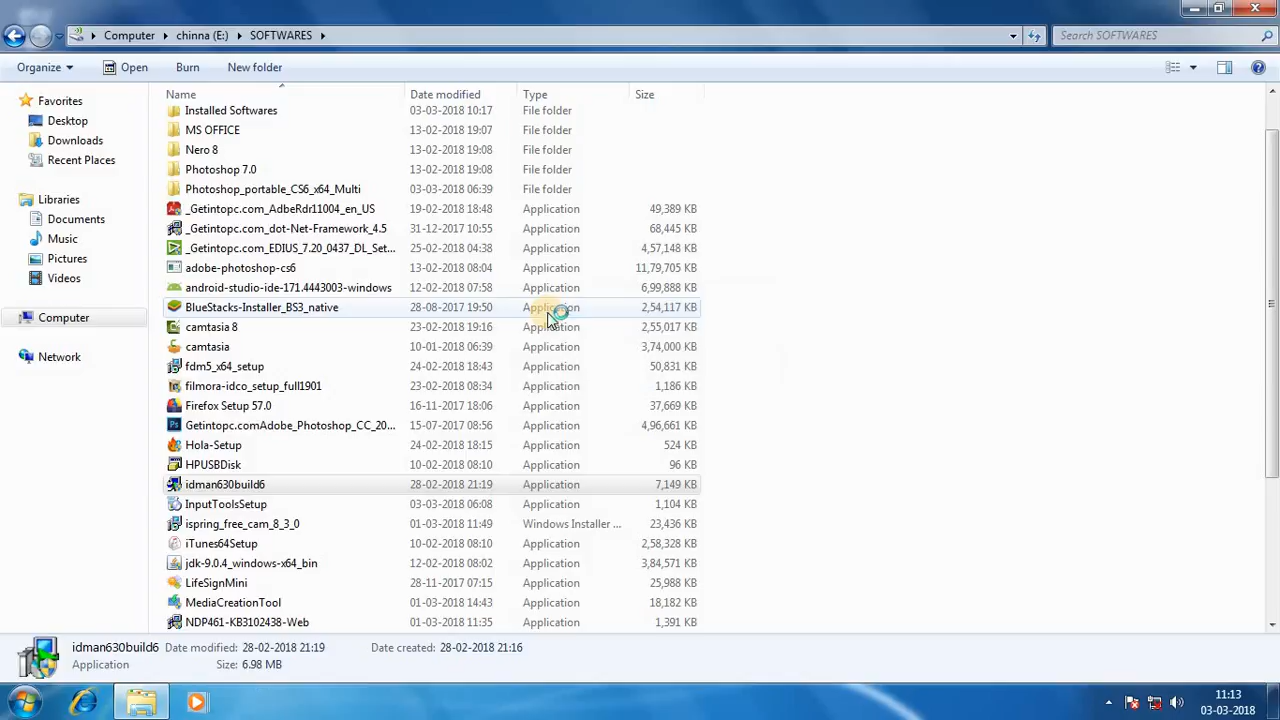 Computer chinna (E:) SOFTWARES Search SOFTWARES
Organize Open Burn New folder
Name Date modified Type Size
Favorites
Desktop
Downloads
Recent Places
Libraries
Documents
Music
Pictures
Videos
Computer
Network
Installed Softwares 03-03-2018 10:17 File folder
MS OFFICE 13-02-2018 19:07 File folder
Nero 8 13-02-2018 19:08 File folder
Photoshop 7.0 13-02-2018 19:08 File folder
Photoshop_portable_CS6_x64_Multi 03-03-2018 06:39 File folder
_Getintopc.com_AdbeRdr11004_en_US 19-02-2018 18:48 Application 49,389 KB
_Getintopc.com_dot-Net-Framework_4.5 31-12-2017 10:55 Application 68,445 KB
_Getintopc.com_EDIUS_7.20_0437_DL_Set... 25-02-2018 04:38 Application 4,57,148 KB
adobe-photoshop-cs6 13-02-2018 08:04 Application 11,79,705 KB
android-studio-ide-171.4443003-windows 12-02-2018 07:58 Application 6,99,888 KB
BlueStacks-Installer_BS3_native 28-08-2017 19:50 Application 2,54,117 KB
camtasia 8 23-02-2018 19:16 Application 2,55,017 KB
camtasia 10-01-2018 06:39 Application 3,74,000 KB
fdm5_x64_setup 24-02-2018 18:43 Application 50,831 KB
filmora-idco_setup_full1901 23-02-2018 08:34 Application 1,186 KB
Firefox Setup 57.0 16-11-2017 18:06 Application 37,669 KB
Getintopc.comAdobe_Photoshop_CC_20... 15-07-2017 08:56 Application 4,96,661 KB
Hola-Setup 24-02-2018 18:15 Application 524 KB
HPUSBDisk 10-02-2018 08:10 Application 96 KB
idman630build6 28-02-2018 21:19 Application 7,149 KB
InputToolsSetup 03-03-2018 06:08 Application 1,104 KB
ispring_free_cam_8_3_0 01-03-2018 11:49 Windows Installer ... 23,436 KB
iTunes64Setup 10-02-2018 08:10 Application 2,58,328 KB
jdk-9.0.4_windows-x64_bin 12-02-2018 08:02 Application 3,84,571 KB
LifeSignMini 28-11-2017 07:15 Application 25,988 KB
MediaCreationTool 01-03-2018 14:43 Application 18,182 KB
NDP461-KB3102438-Web 01-03-2018 11:35 Application 1,391 KB
idman630build6 Date modified: 28-02-2018 21:19 Date created: 28-02-2018 21:16
Application Size: 6.98 MB
11:13
03-03-2018